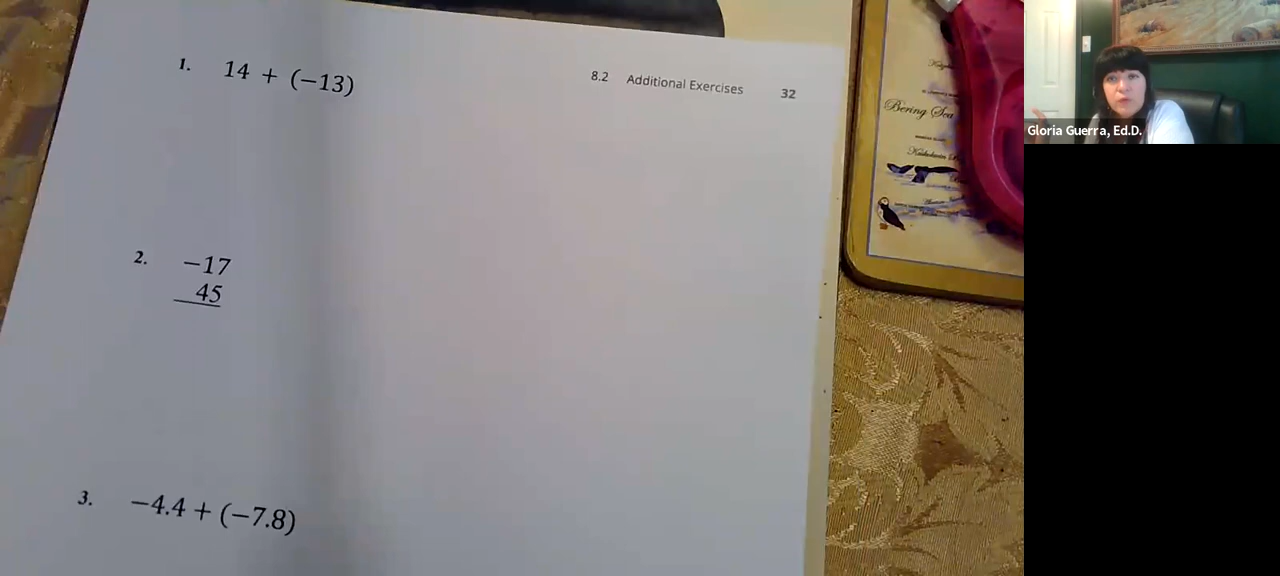 1. 14 + (−13)
8.2 Additional Exercises 32
2. −17
45
3. −4.4 + (−7.8)
Bering Sea
Gloria Guerra, Ed.D.